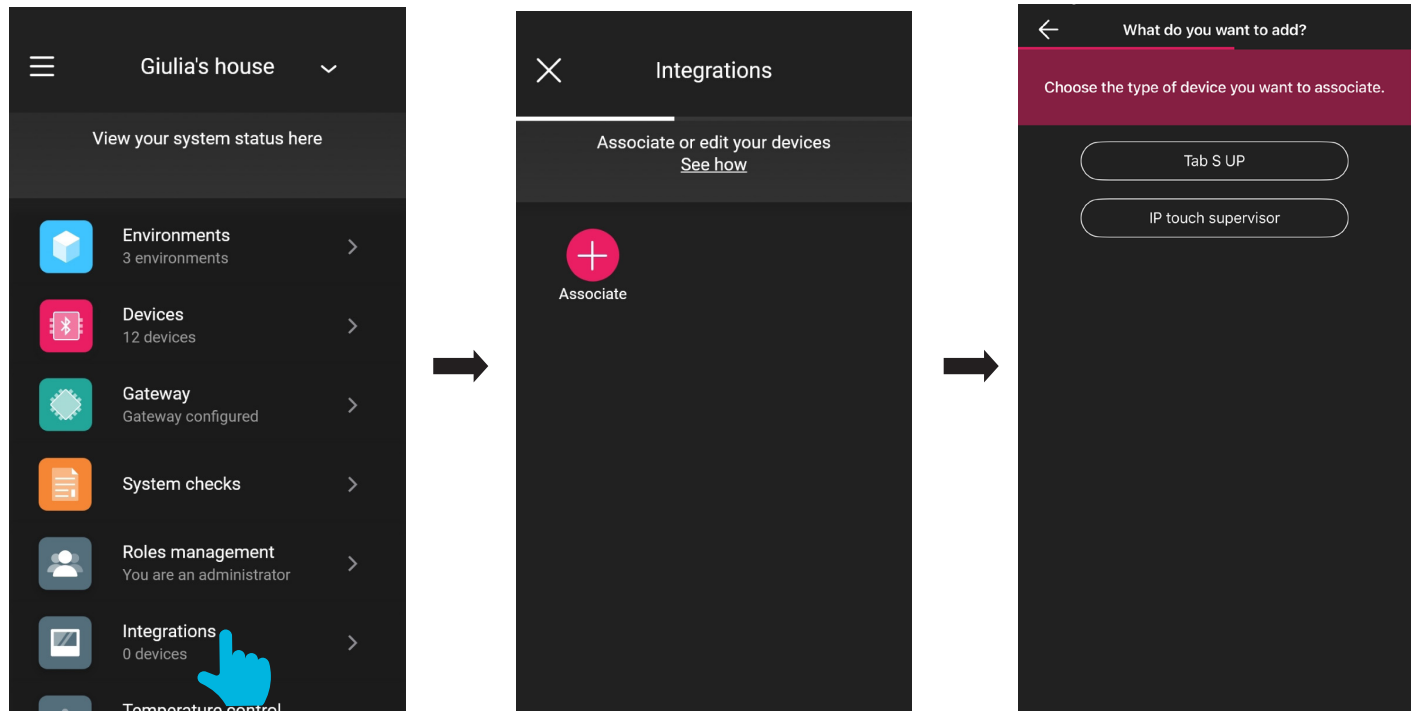 Giulia's house
View your system status here
Environments
3 environments
Devices
12 devices
Gateway
Gateway configured
System checks
Roles management
You are an administrator
Integrations
0 devices
Temperature control
Integrations
Associate or edit your devices
See how
Associate
What do you want to add?
Choose the type of device you want to associate.
Tab S UP
IP touch supervisor